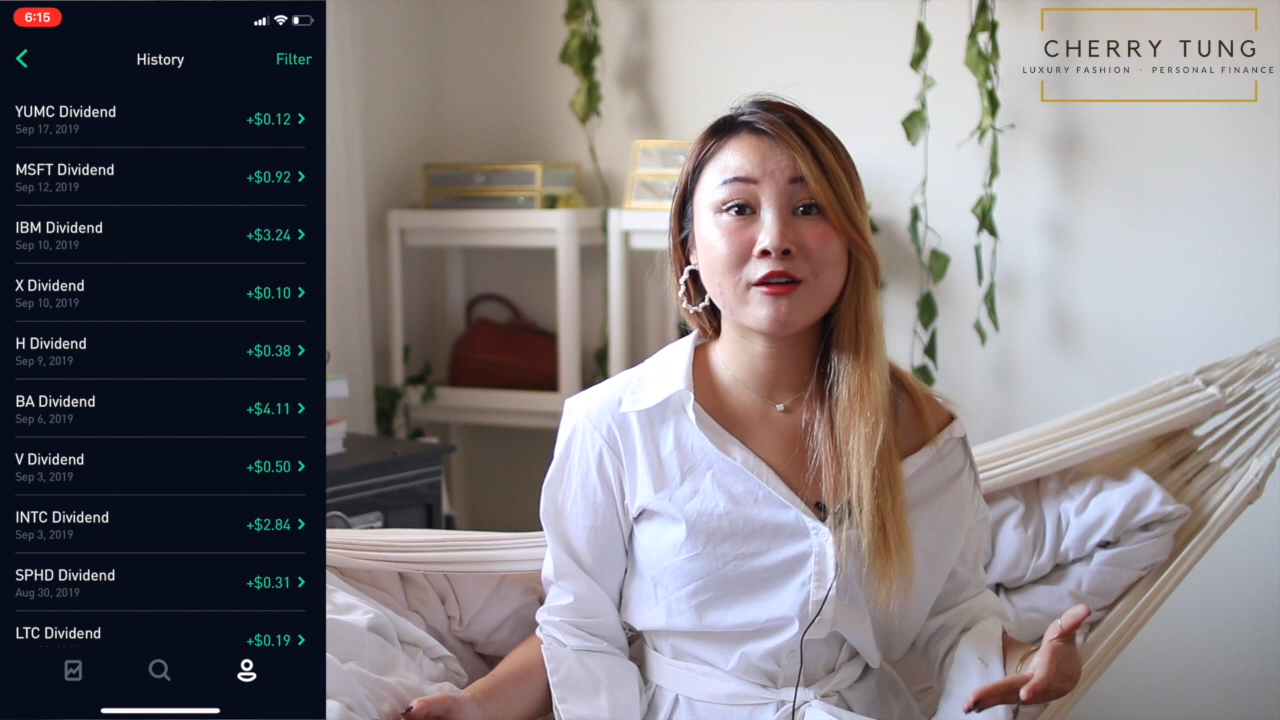 6:15
History
Filter
YUMC Dividend
Sep 17, 2019
+$0.12
MSFT Dividend
Sep 12, 2019
+$0.92
IBM Dividend
Sep 10, 2019
+$3.24
X Dividend
Sep 10, 2019
+$0.10
H Dividend
Sep 9, 2019
+$0.38
BA Dividend
Sep 6, 2019
+$4.11
V Dividend
Sep 3, 2019
+$0.50
INTC Dividend
Sep 3, 2019
+$2.84
SPHD Dividend
Aug 30, 2019
+$0.31
LTC Dividend
+$0.19
CHERRY TUNG
LUXURY FASHION · PERSONAL FINANCE